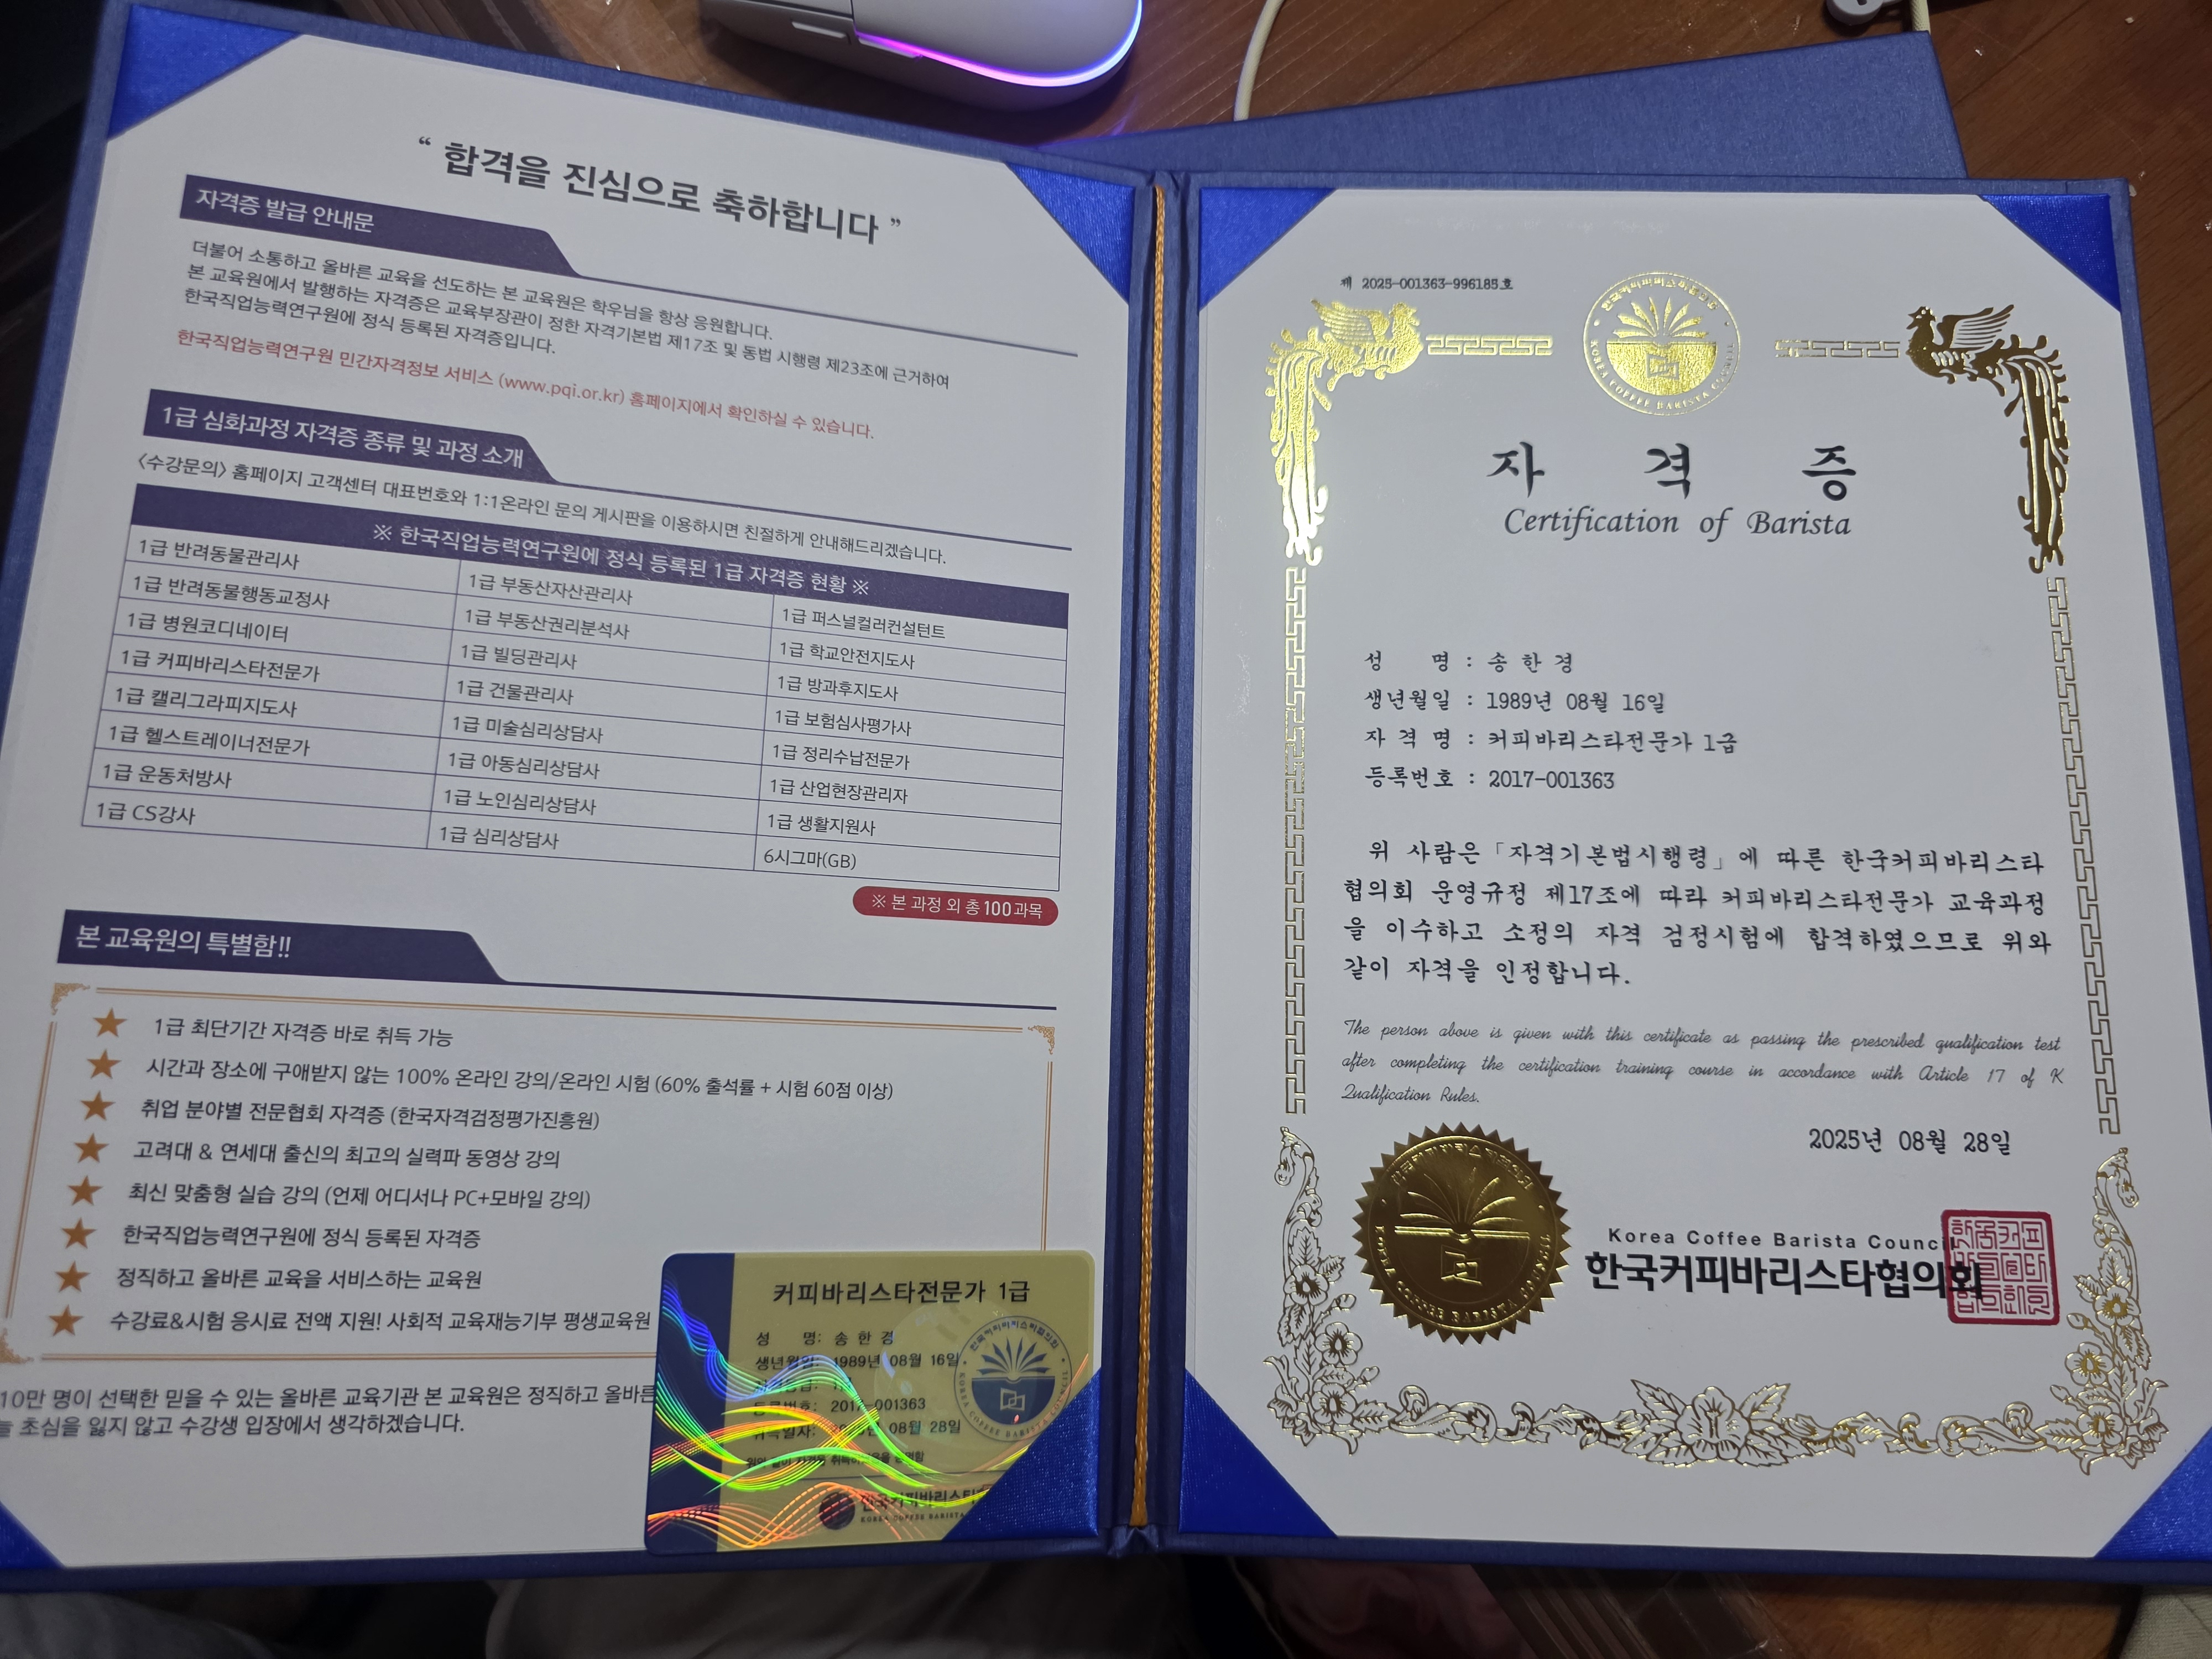 “ 합격을 진심으로 축하합니다 ”
자격증 발급 안내문
더불어 소통하고 올바른 교육을 선도하는 본 교육원은 학우님을 항상 응원합니다.
본 교육원에서 발행하는 자격증은 교육부장관이 정한 자격기본법 제17조 및 동법 시행령 제23조에 근거하여
한국직업능력연구원에 정식 등록된 자격증입니다.
한국직업능력연구원 민간자격정보 서비스 (www.pqi.or.kr) 홈페이지에서 확인하실 수 있습니다.
1급 심화과정 자격증 종류 및 과정 소개
<수강문의> 홈페이지 고객센터 대표번호와 1:1온라인 문의 게시판을 이용하시면 친절하게 안내해드리겠습니다.
※ 한국직업능력연구원에 정식 등록된 1급 자격증 현황 ※
1급 반려동물관리사 1급 부동산자산관리사 1급 퍼스널컬러컨설턴트
1급 반려동물행동교정사 1급 부동산권리분석사 1급 학교안전지도사
1급 병원코디네이터 1급 빌딩관리사 1급 방과후지도사
1급 커피바리스타전문가 1급 건물관리사 1급 보험심사평가사
1급 캘리그라피지도사 1급 미술심리상담사 1급 정리수납전문가
1급 헬스트레이너전문가 1급 아동심리상담사 1급 산업현장관리자
1급 운동처방사 1급 노인심리상담사 1급 생활지원사
1급 CS강사 1급 심리상담사 6시그마(GB)
※ 본 과정 외 총 100과목
본 교육원의 특별함!!
1급 최단기간 자격증 바로 취득 가능
시간과 장소에 구애받지 않는 100% 온라인 강의/온라인 시험 (60% 출석률 + 시험 60점 이상)
취업 분야별 전문협회 자격증 (한국자격검정평가진흥원)
고려대 & 연세대 출신의 최고의 실력파 동영상 강의
최신 맞춤형 실습 강의 (언제 어디서나 PC+모바일 강의)
한국직업능력연구원에 정식 등록된 자격증
정직하고 올바른 교육을 서비스하는 교육원
수강료&시험 응시료 전액 지원! 사회적 교육재능기부 평생교육원
10만 명이 선택한 믿을 수 있는 올바른 교육기관 본 교육원은 정직하고 올바른
초심을 잃지 않고 수강생 입장에서 생각하겠습니다.
커피바리스타전문가 1급
성 명: 송 한 경
생년월일: 1989년 08월 16일
등록번호: 2017-001363
취득일자: 08월 28일
한국커피바리스타
KOREA COFFEE BARISTA
제 2025-001363-996185호
KOREA COFFEE BARISTA COUNCIL
자 격 증
Certification of Barista
성 명 : 송 한 경
생년월일 : 1989년 08월 16일
자 격 명 : 커피바리스타전문가 1급
등록번호 : 2017-001363
위 사람은 「자격기본법시행령」에 따른 한국커피바리스타
협의회 운영규정 제17조에 따라 커피바리스타전문가 교육과정
을 이수하고 소정의 자격 검정시험에 합격하였으므로 위와
같이 자격을 인정합니다.
The person above is given with this certificate as passing the prescribed qualification test
after completing the certification training course in accordance with Article 17 of K
Qualification Rules.
2025년 08월 28일
Korea Coffee Barista Council
한국커피바리스타협의회